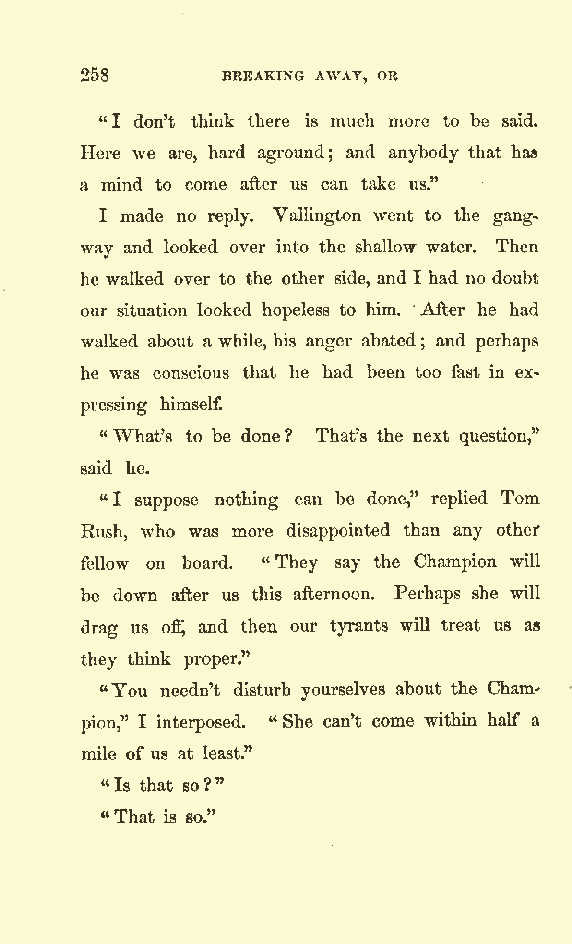 258 BREAKING AWAY, OR
“I don’t think there is much more to be said.
Here we are, hard aground; and anybody that has
a mind to come after us can take us.”
I made no reply. Vallington went to the gang-
way and looked over into the shallow water. Then
he walked over to the other side, and I had no doubt
our situation looked hopeless to him. After he had
walked about a while, his anger abated; and perhaps
he was conscious that he had been too fast in ex-
pressing himself.
“What’s to be done? That’s the next question,”
said he.
“I suppose nothing can be done,” replied Tom
Rush, who was more disappointed than any other
fellow on board. “They say the Champion will
be down after us this afternoon. Perhaps she will
drag us off, and then our tyrants will treat us as
they think proper.”
“You needn’t disturb yourselves about the Cham-
pion,” I interposed. “She can’t come within half a
mile of us at least.”
“Is that so?”
“That is so.”